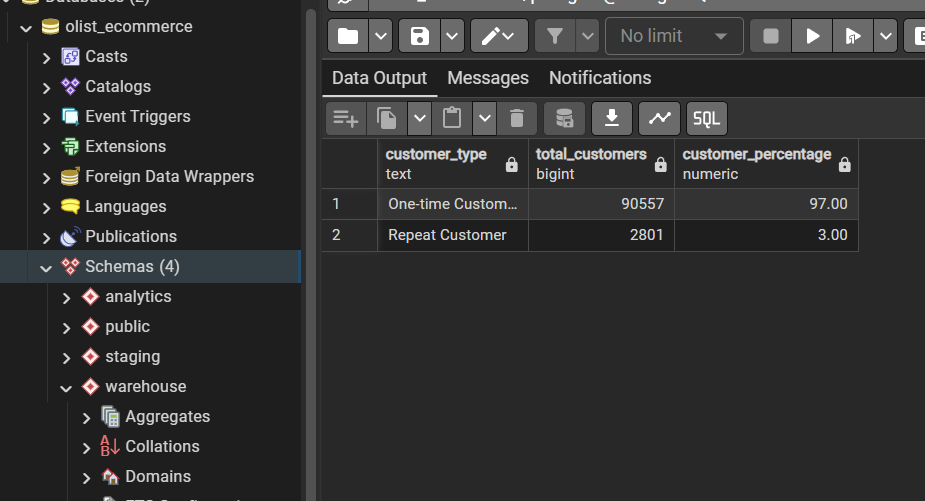 olist_ecommerce
Casts
Catalogs
Event Triggers
Extensions
Foreign Data Wrappers
Languages
Publications
Schemas (4)
analytics
public
staging
warehouse
Aggregates
Collations
Domains
No limit
Data Output Messages Notifications
SQL
customer_type total_customers customer_percentage
text bigint numeric
1 One-time Custom... 90557 97.00
2 Repeat Customer 2801 3.00